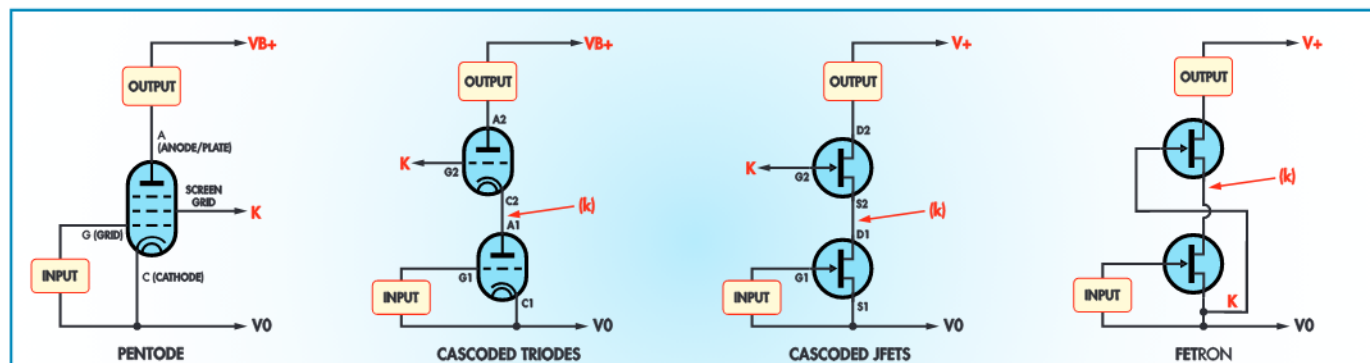 VB+
OUTPUT
A
(ANODE/PLATE)
SCREEN
GRID
K
G (GRID)
INPUT
C (CATHODE)
V0
PENTODE
VB+
OUTPUT
A2
K
G2
C2
(k)
A1
G1
INPUT
C1
V0
CASCODED TRIODES
V+
OUTPUT
D2
K
G2
S2
(k)
D1
G1
INPUT
S1
V0
CASCODED JFETS
V+
OUTPUT
(k)
INPUT
K
V0
FETRON